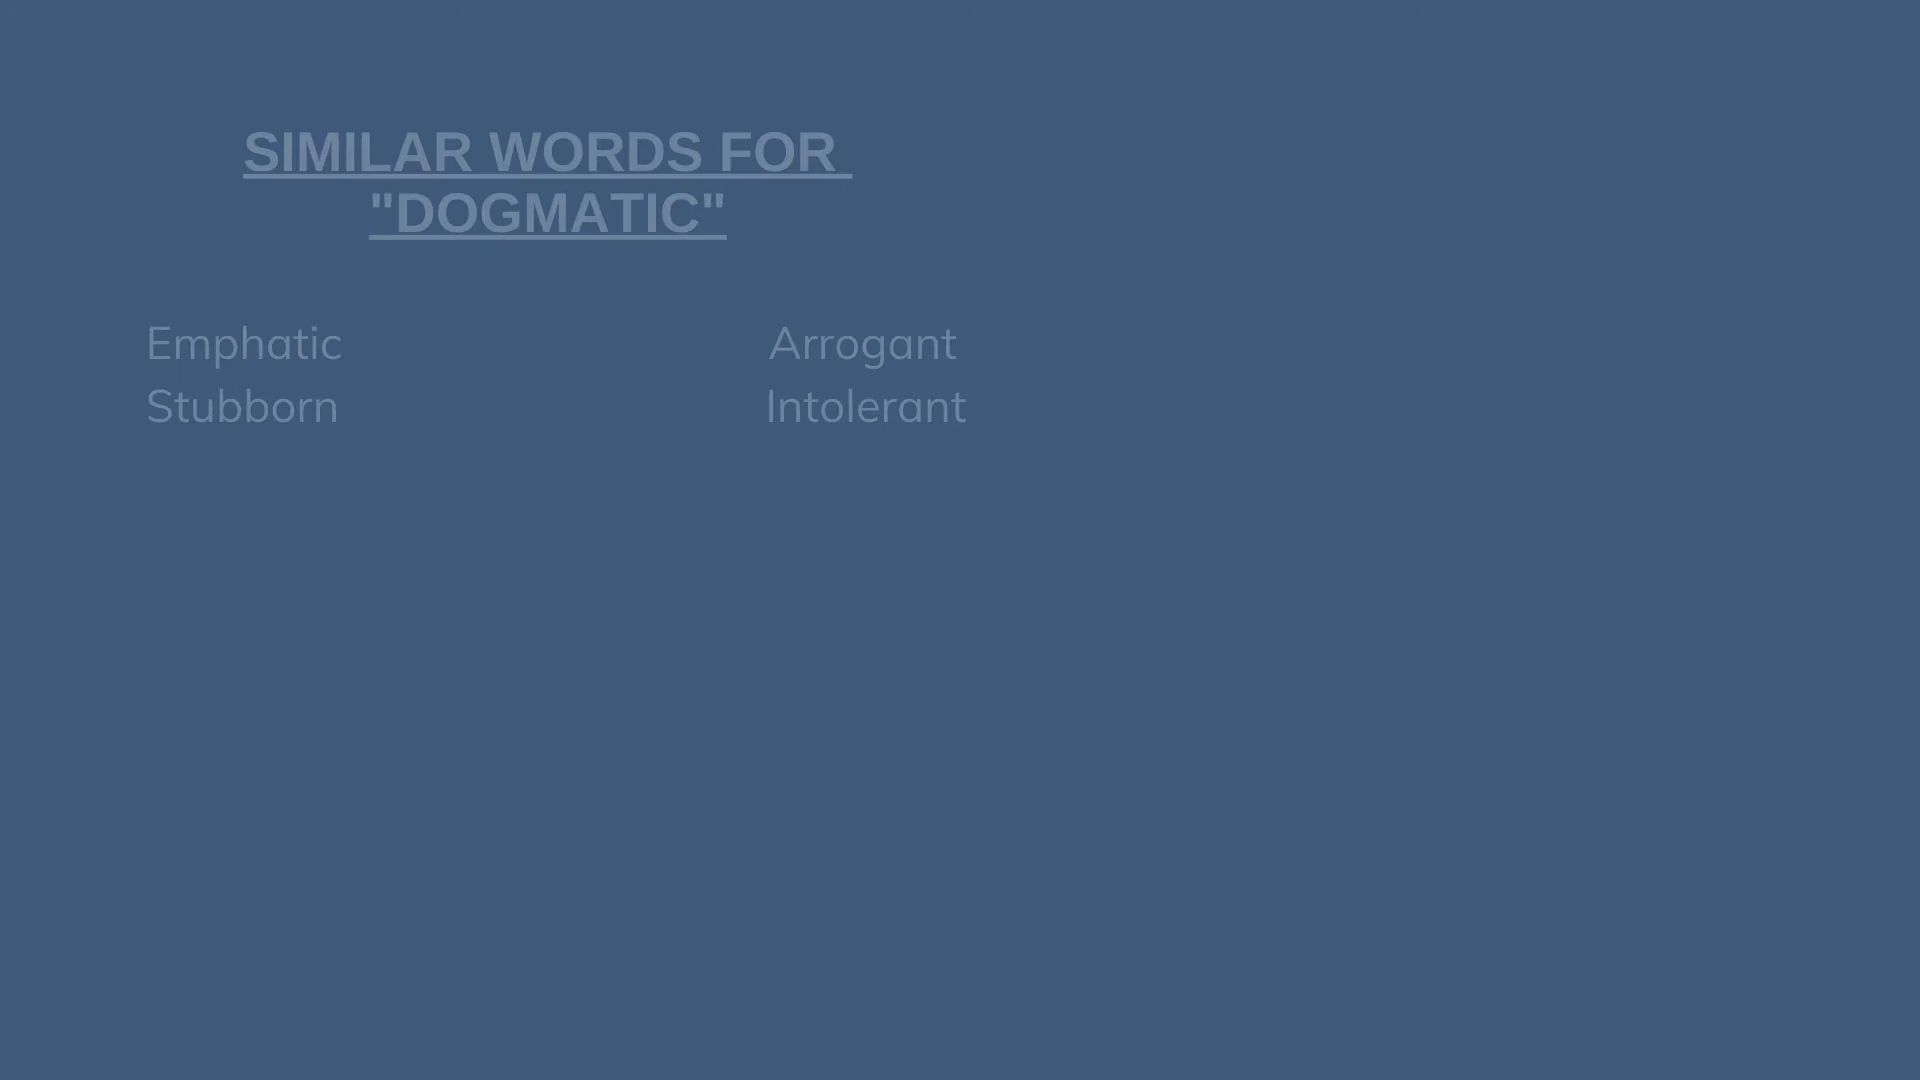 SIMILAR WORDS FOR
"DOGMATIC"
Emphatic Arrogant
Stubborn Intolerant